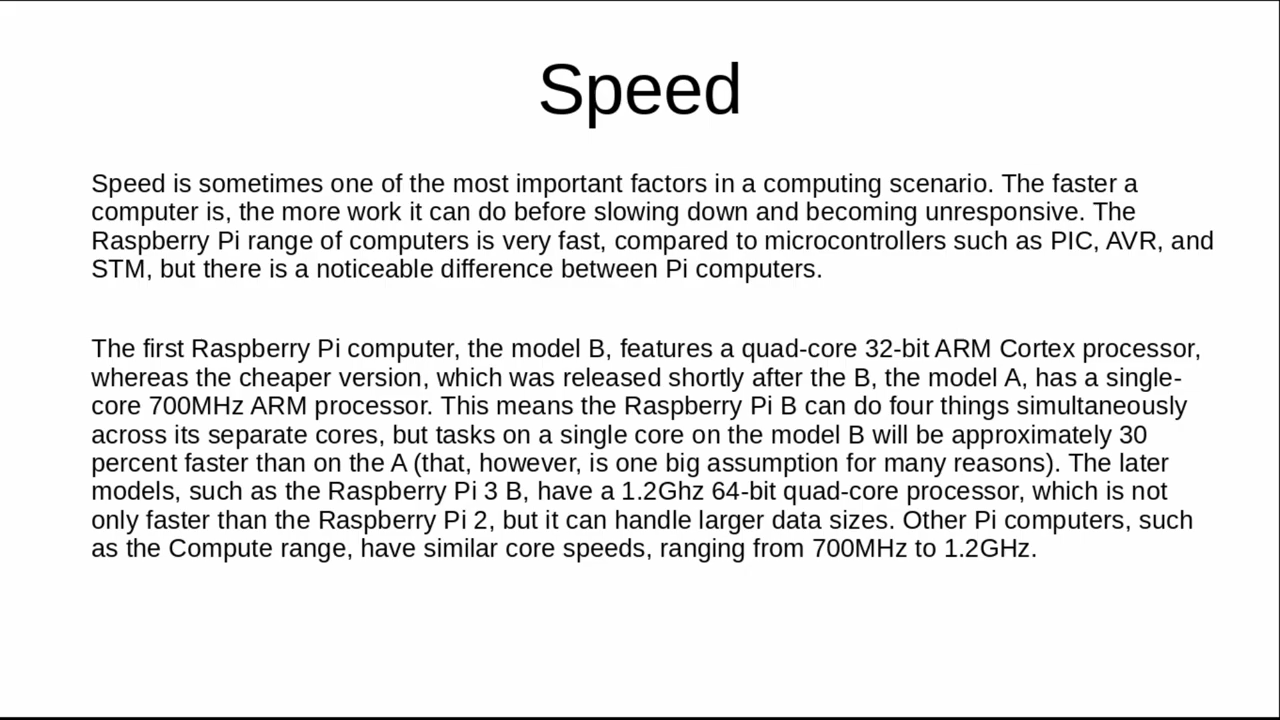 Speed
Speed is sometimes one of the most important factors in a computing scenario. The faster a
computer is, the more work it can do before slowing down and becoming unresponsive. The
Raspberry Pi range of computers is very fast, compared to microcontrollers such as PIC, AVR, and
STM, but there is a noticeable difference between Pi computers.
The first Raspberry Pi computer, the model B, features a quad-core 32-bit ARM Cortex processor,
whereas the cheaper version, which was released shortly after the B, the model A, has a single-
core 700MHz ARM processor. This means the Raspberry Pi B can do four things simultaneously
across its separate cores, but tasks on a single core on the model B will be approximately 30
percent faster than on the A (that, however, is one big assumption for many reasons). The later
models, such as the Raspberry Pi 3 B, have a 1.2Ghz 64-bit quad-core processor, which is not
only faster than the Raspberry Pi 2, but it can handle larger data sizes. Other Pi computers, such
as the Compute range, have similar core speeds, ranging from 700MHz to 1.2GHz.